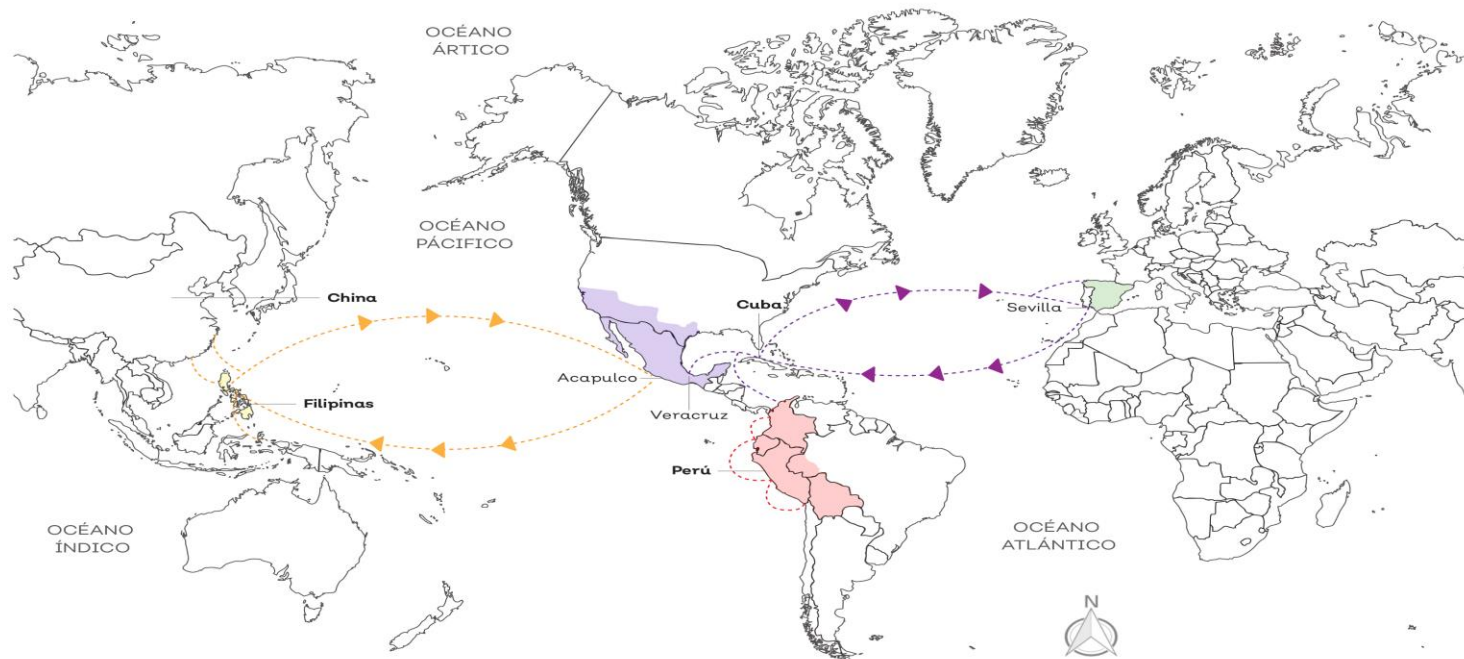 OCÉANO
ÁRTICO
OCÉANO
PÁCIFICO
China
Cuba
Sevilla
Acapulco
Filipinas
Veracruz
Perú
OCÉANO
ÍNDICO
OCÉANO
ATLÁNTICO
N